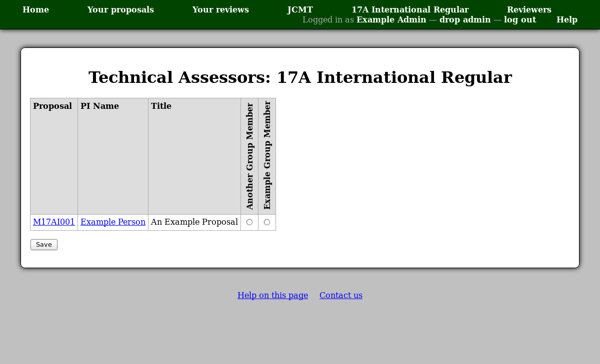 Home Your proposals Your reviews JCMT 17A International Regular Reviewers
Logged in as Example Admin — drop admin — log out Help
Technical Assessors: 17A International Regular
Proposal PI Name Title Another Group Member Example Group Member
M17AI001 Example Person An Example Proposal
Save
Help on this page Contact us